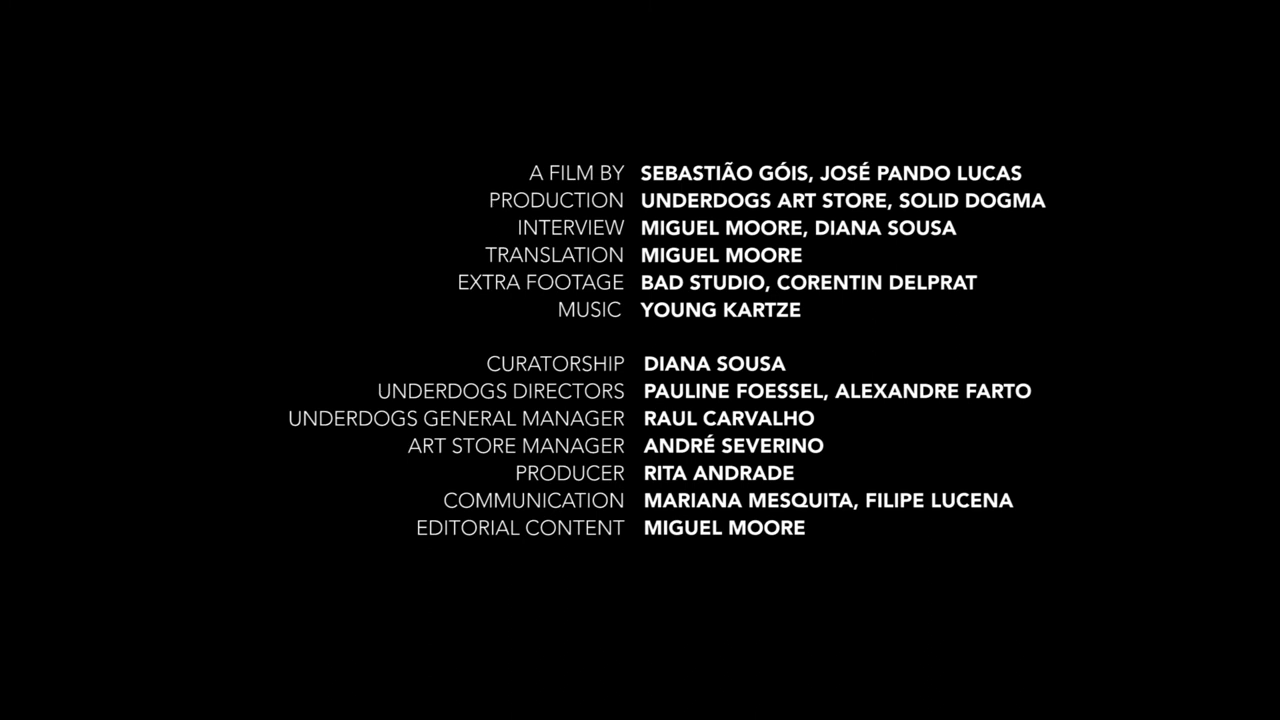 A FILM BY SEBASTIÃO GÓIS, JOSÉ PANDO LUCAS
PRODUCTION UNDERDOGS ART STORE, SOLID DOGMA
INTERVIEW MIGUEL MOORE, DIANA SOUSA
TRANSLATION MIGUEL MOORE
EXTRA FOOTAGE BAD STUDIO, CORENTIN DELPRAT
MUSIC YOUNG KARTZE
CURATORSHIP DIANA SOUSA
UNDERDOGS DIRECTORS PAULINE FOESSEL, ALEXANDRE FARTO
UNDERDOGS GENERAL MANAGER RAUL CARVALHO
ART STORE MANAGER ANDRÉ SEVERINO
PRODUCER RITA ANDRADE
COMMUNICATION MARIANA MESQUITA, FILIPE LUCENA
EDITORIAL CONTENT MIGUEL MOORE